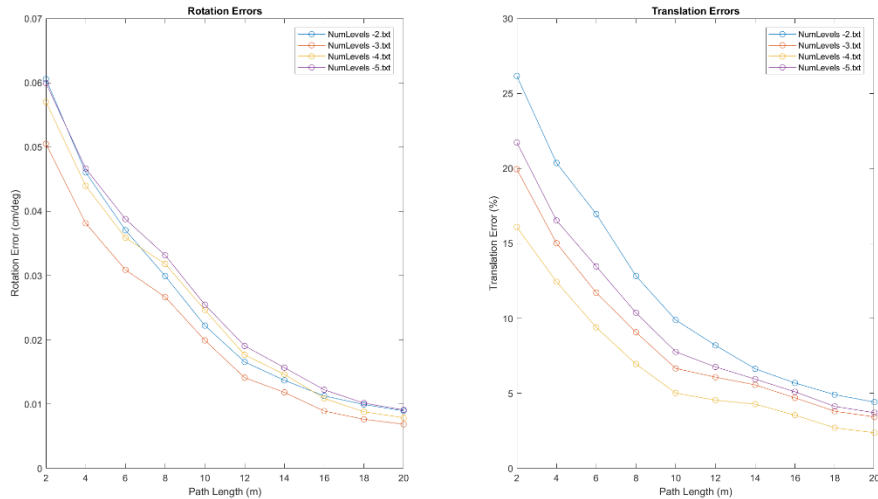 Rotation Errors
0.07
0.06
0.05
0.04
0.03
0.02
0.01
0
2 4 6 8 10 12 14 16 18 20
Rotation Error (cm/deg)
Path Length (m)
NumLevels -2.txt
NumLevels -3.txt
NumLevels -4.txt
NumLevels -5.txt
Translation Errors
30
25
20
15
10
5
0
2 4 6 8 10 12 14 16 18 20
Translation Error (%)
Path Length (m)
NumLevels -2.txt
NumLevels -3.txt
NumLevels -4.txt
NumLevels -5.txt